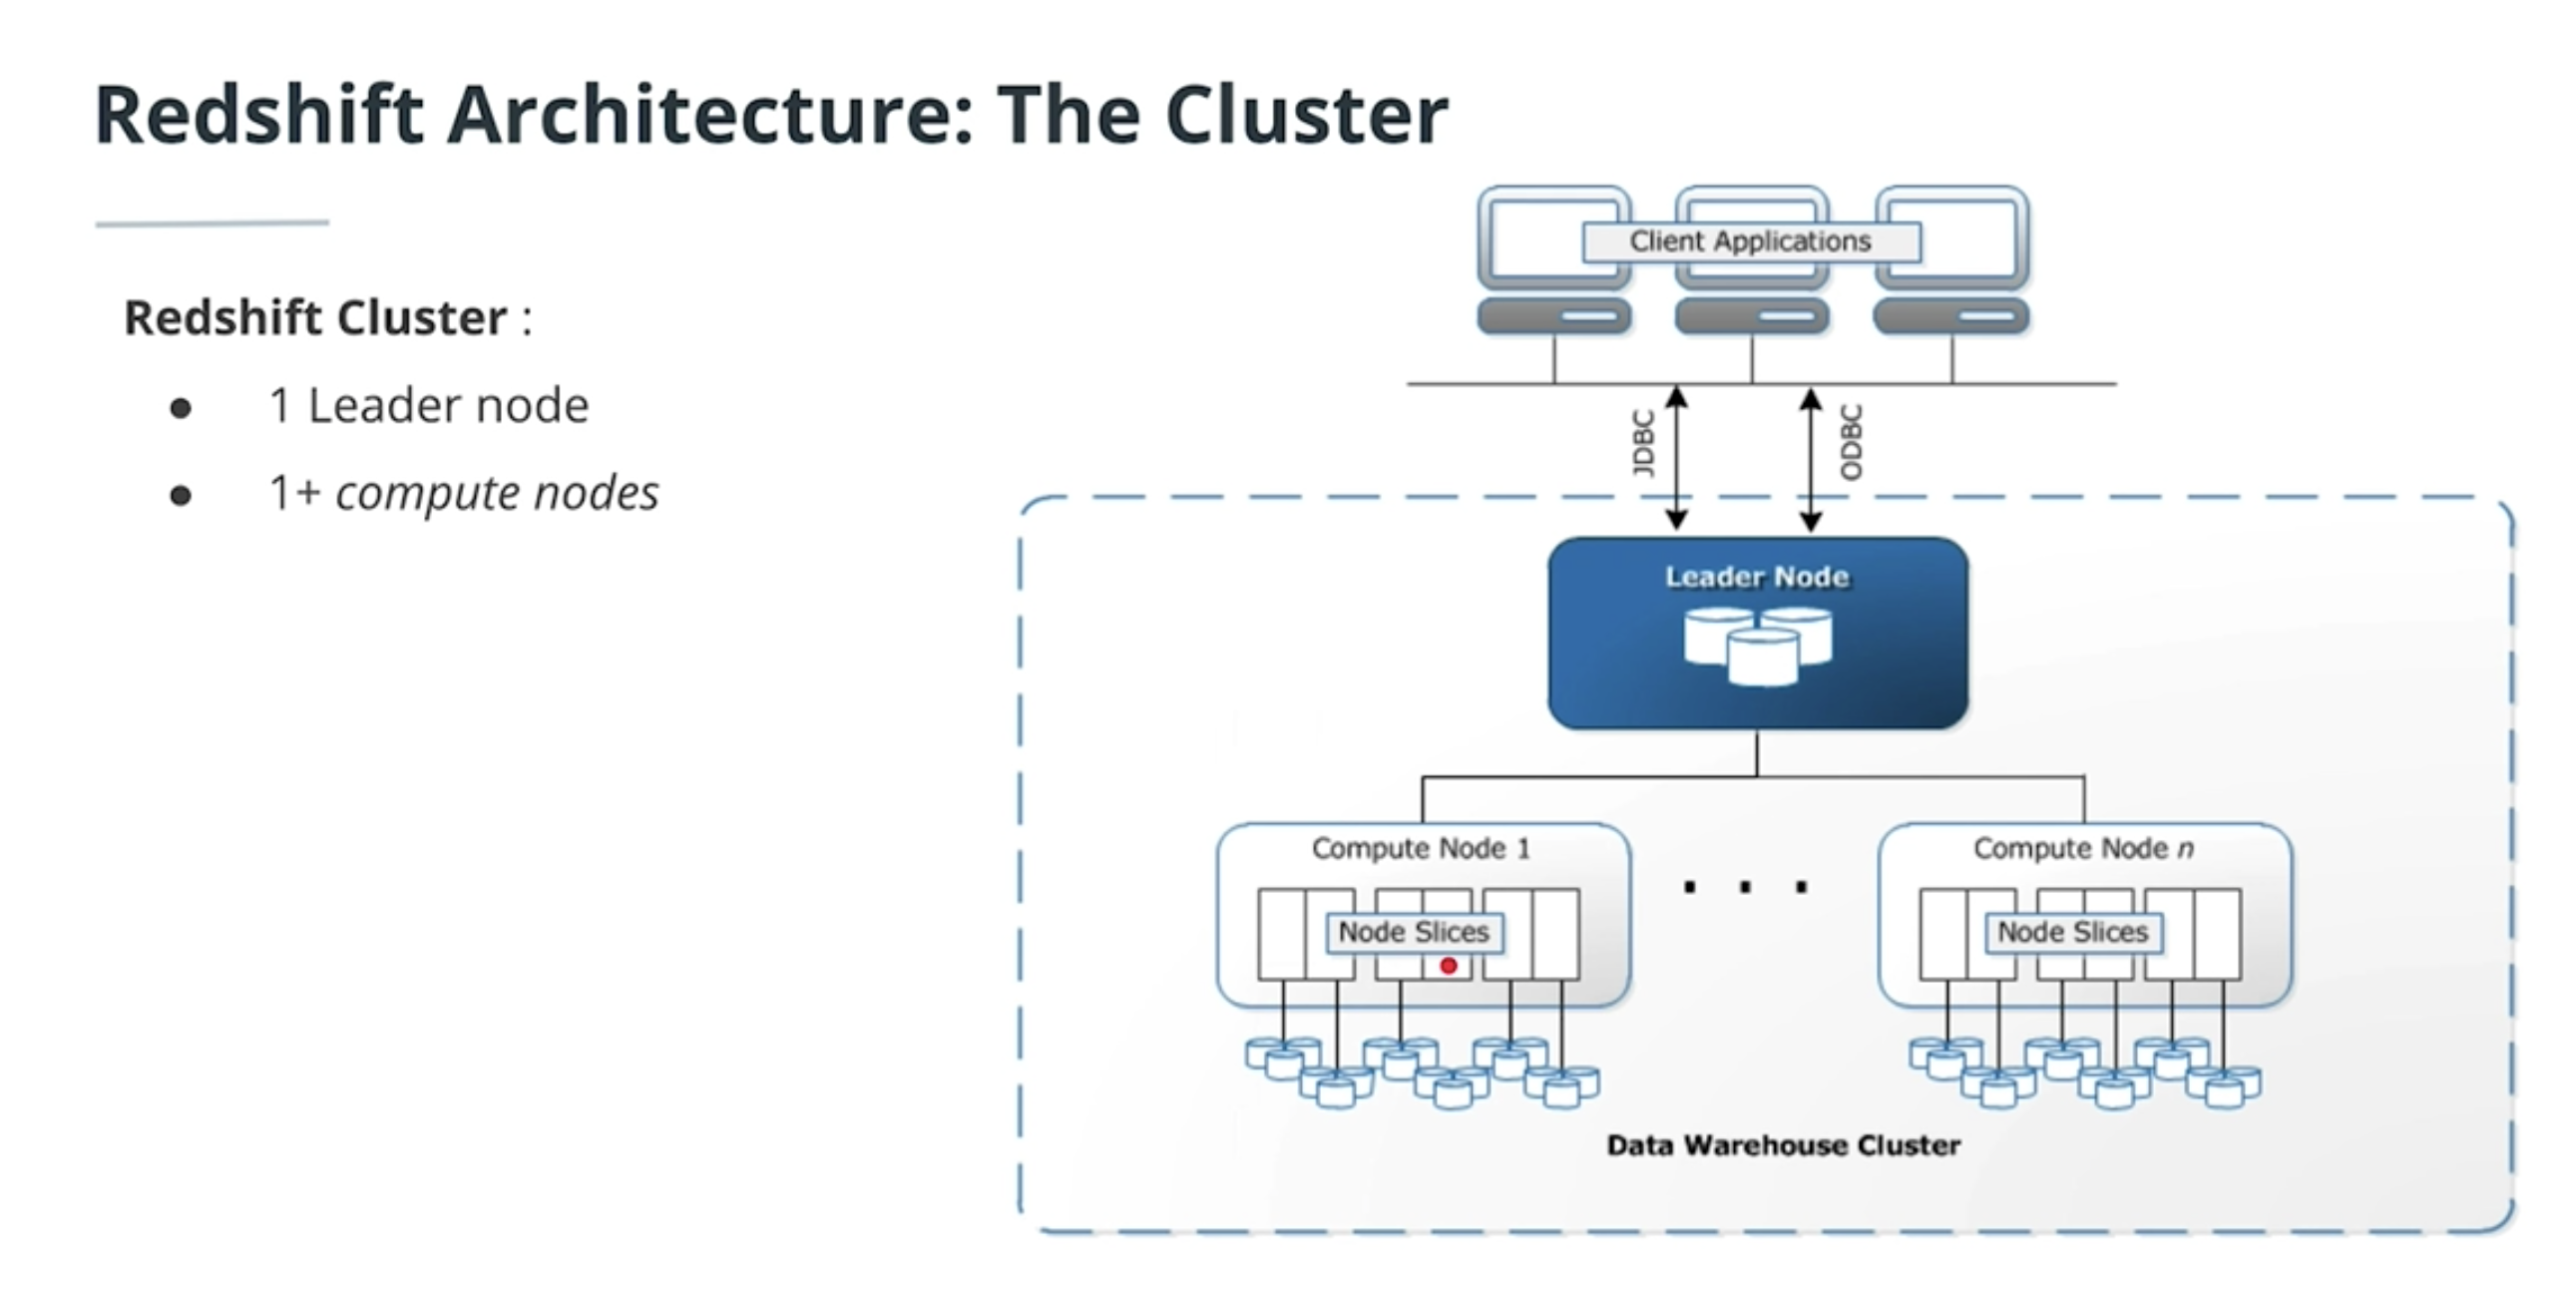 Redshift Architecture: The Cluster
Redshift Cluster :
● 1 Leader node
● 1+ compute nodes
Client Applications
JDBC
ODBC
Leader Node
Compute Node 1
Node Slices
. . .
Compute Node n
Node Slices
Data Warehouse Cluster